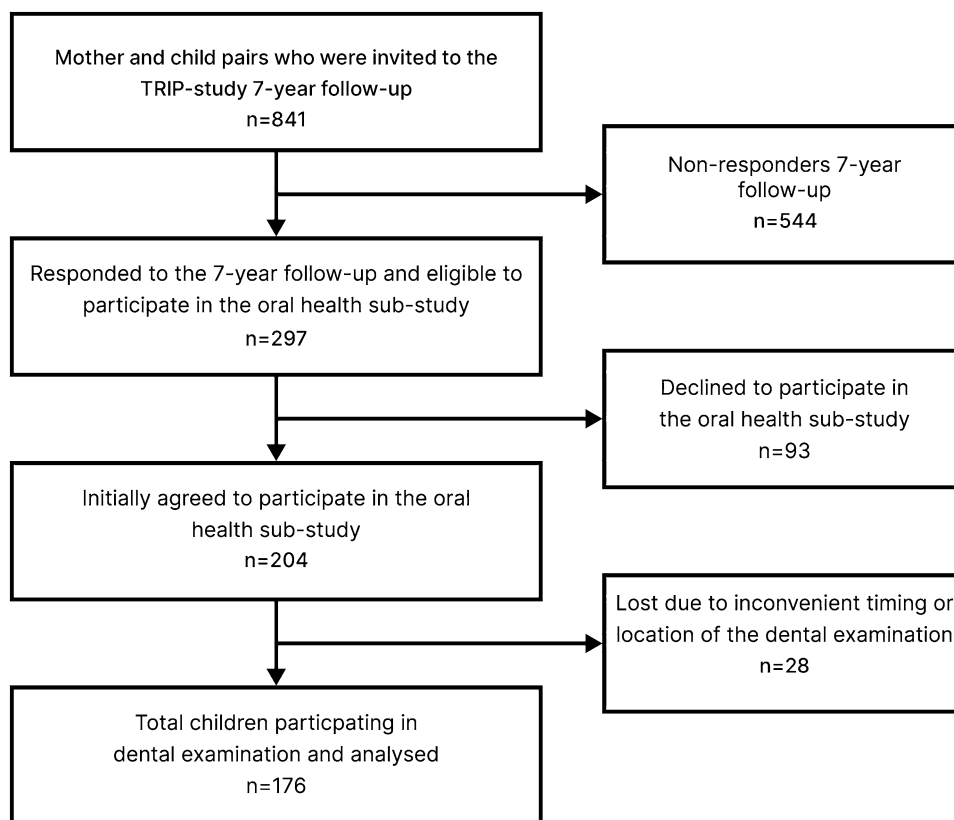 Mother and child pairs who were invited to the
TRIP-study 7-year follow-up
n=841
Non-responders 7-year
follow-up
n=544
Responded to the 7-year follow-up and eligible to
participate in the oral health sub-study
n=297
Declined to participate in
the oral health sub-study
n=93
Initially agreed to participate in the oral
health sub-study
n=204
Lost due to inconvenient timing or
location of the dental examination
n=28
Total children particpating in
dental examination and analysed
n=176